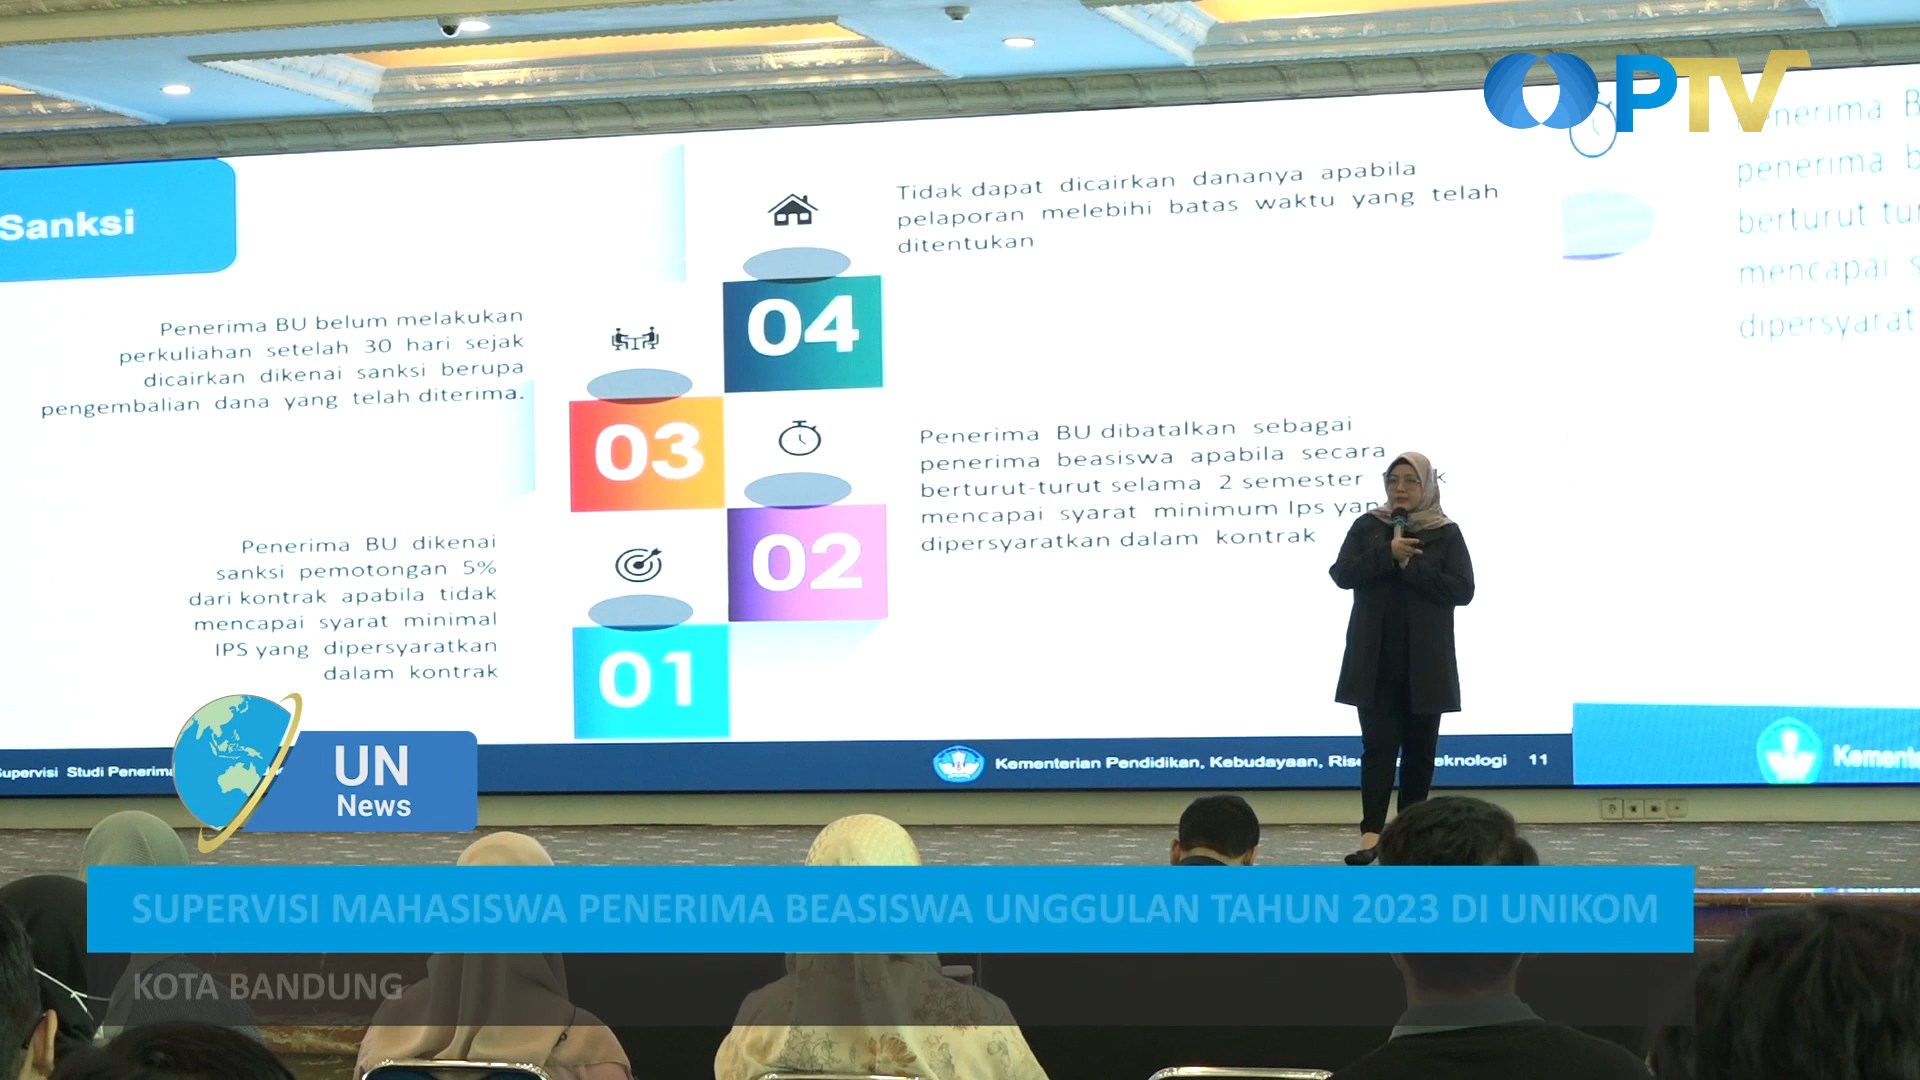 PTV
Sanksi
Tidak dapat dicairkan dananya apabila
pelaporan melebihi batas waktu yang telah
ditentukan
04
Penerima BU belum melakukan
perkuliahan setelah 30 hari sejak
dicairkan dikenai sanksi berupa
pengembalian dana yang telah diterima.
03
Penerima BU dibatalkan sebagai
penerima beasiswa apabila secara
berturut-turut selama 2 semester
mencapai syarat minimum Ips
dipersyaratkan dalam kontrak
02
Penerima BU dikenai
sanksi pemotongan 5%
dari kontrak apabila tidak
mencapai syarat minimal
IPS yang dipersyaratkan
dalam kontrak
01
penerima
berturut
mencapai
Supervisi Studi
Kementerian Pendidikan, Kebudayaan, 11
UN
News
SUPERVISI MAHASISWA PENERIMA BEASISWA UNGGULAN TAHUN 2023 DI UNIKOM
KOTA BANDUNG